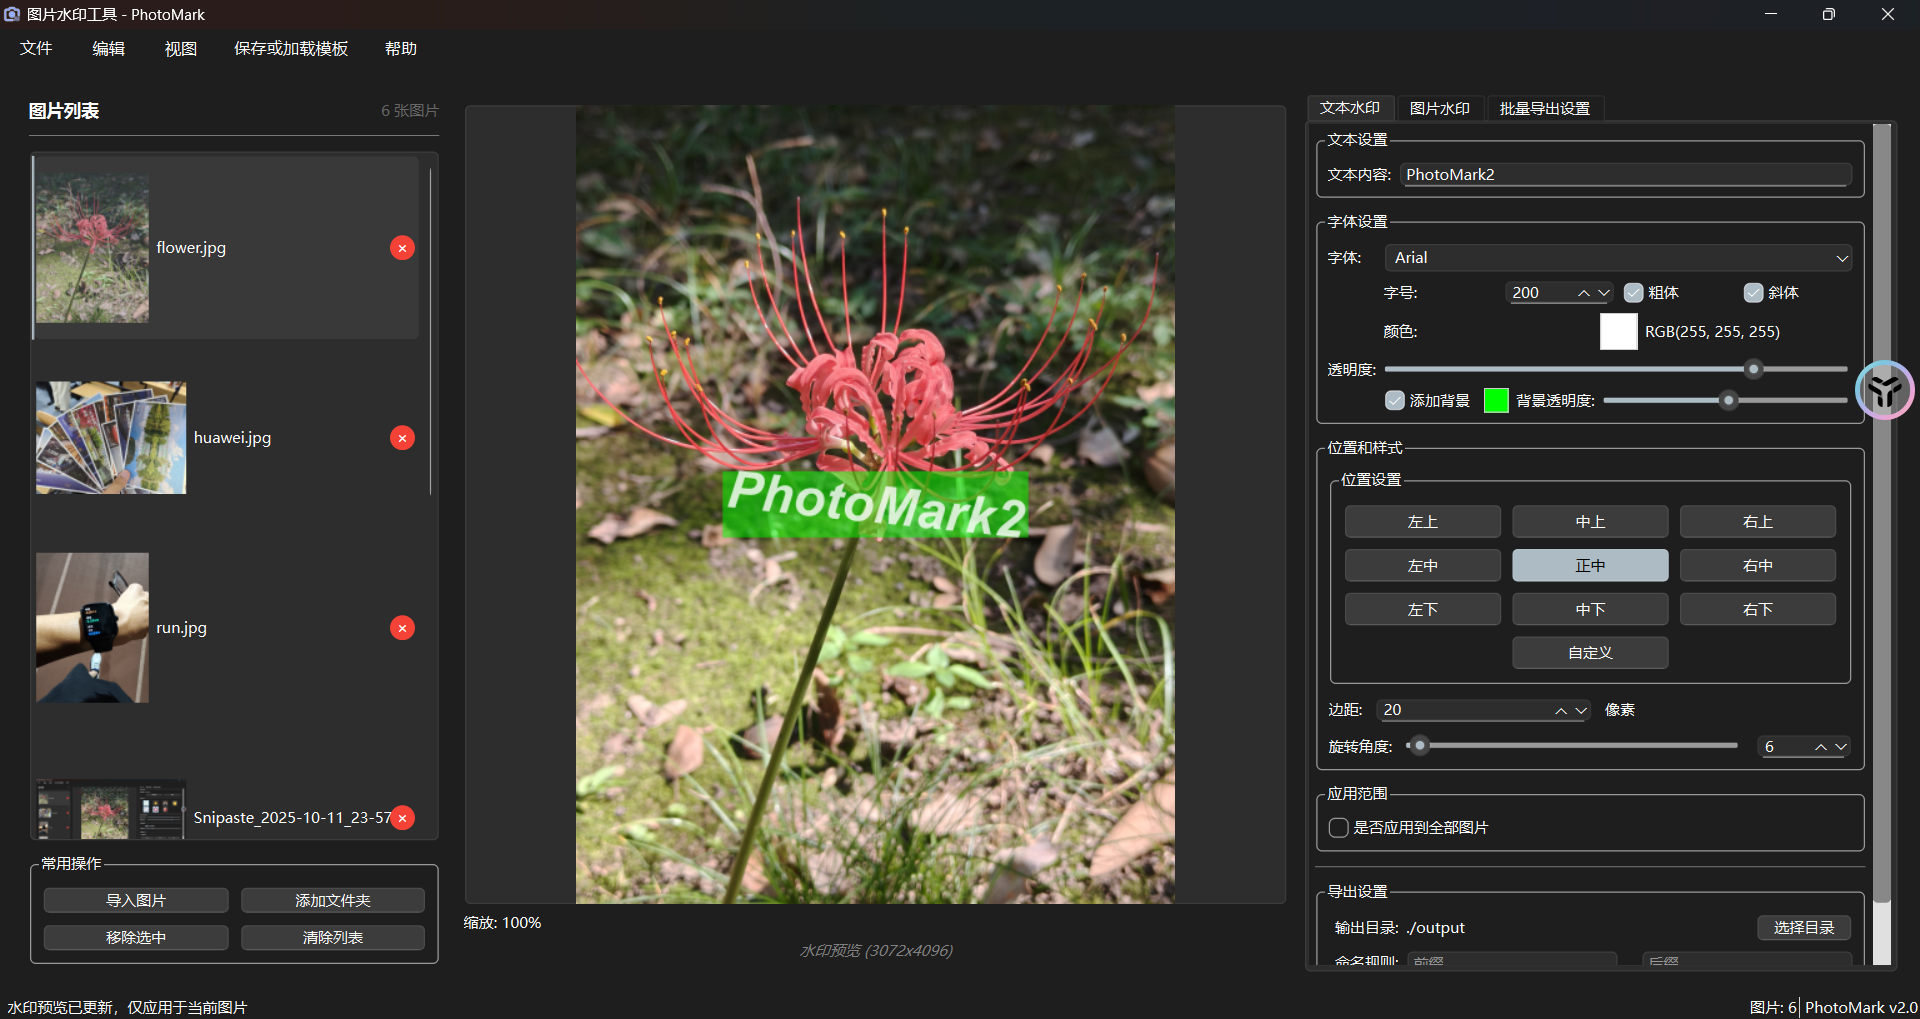 图片水印工具 - PhotoMark
文件 编辑 视图 保存或加载模板 帮助
图片列表 6 张图片
flower.jpg
huawei.jpg
run.jpg
Snipaste_2025-10-11_23-57
常用操作
导入图片 添加文件夹
移除选中 清除列表
PhotoMark2
缩放: 100%
水印预览 (3072x4096)
文本水印 图片水印 批量导出设置
文本设置
文本内容: PhotoMark2
字体设置
字体: Arial
字号: 200 粗体 斜体
颜色: RGB(255, 255, 255)
透明度:
添加背景 背景透明度:
位置和样式
位置设置
左上 中上 右上
左中 正中 右中
左下 中下 右下
自定义
边距: 20 像素
旋转角度: 6
应用范围
是否应用到全部图片
导出设置
输出目录: ./output 选择目录
命名规则: 前缀 后缀
水印预览已更新，仅应用于当前图片
图片: 6 PhotoMark v2.0